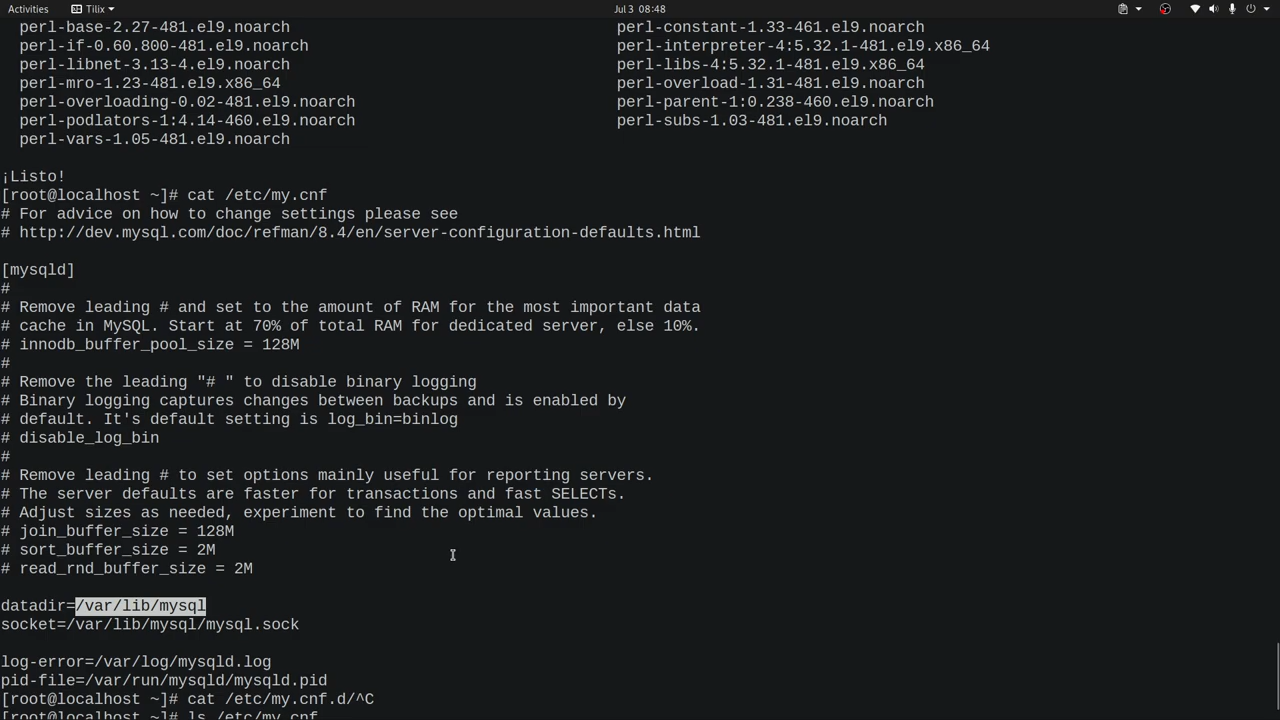 Activities Tilix Jul 3 08:48
perl-base-2.27-481.el9.noarch perl-constant-1.33-461.el9.noarch
perl-if-0.60.800-481.el9.noarch perl-interpreter-4:5.32.1-481.el9.x86_64
perl-libnet-3.13-4.el9.noarch perl-libs-4:5.32.1-481.el9.x86_64
perl-mro-1.23-481.el9.x86_64 perl-overload-1.31-481.el9.noarch
perl-overloading-0.02-481.el9.noarch perl-parent-1:0.238-460.el9.noarch
perl-podlators-1:4.14-460.el9.noarch perl-subs-1.03-481.el9.noarch
perl-vars-1.05-481.el9.noarch
¡Listo!
[root@localhost ~]# cat /etc/my.cnf
# For advice on how to change settings please see
# http://dev.mysql.com/doc/refman/8.4/en/server-configuration-defaults.html
[mysqld]
#
# Remove leading # and set to the amount of RAM for the most important data
# cache in MySQL. Start at 70% of total RAM for dedicated server, else 10%.
# innodb_buffer_pool_size = 128M
#
# Remove the leading "# " to disable binary logging
# Binary logging captures changes between backups and is enabled by
# default. It's default setting is log_bin=binlog
# disable_log_bin
#
# Remove leading # to set options mainly useful for reporting servers.
# The server defaults are faster for transactions and fast SELECTs.
# Adjust sizes as needed, experiment to find the optimal values.
# join_buffer_size = 128M
# sort_buffer_size = 2M
# read_rnd_buffer_size = 2M
datadir=/var/lib/mysql
socket=/var/lib/mysql/mysql.sock
log-error=/var/log/mysqld.log
pid-file=/var/run/mysqld/mysqld.pid
[root@localhost ~]# cat /etc/my.cnf.d/^C
[root@localhost ~]# ls /etc/my.cnf